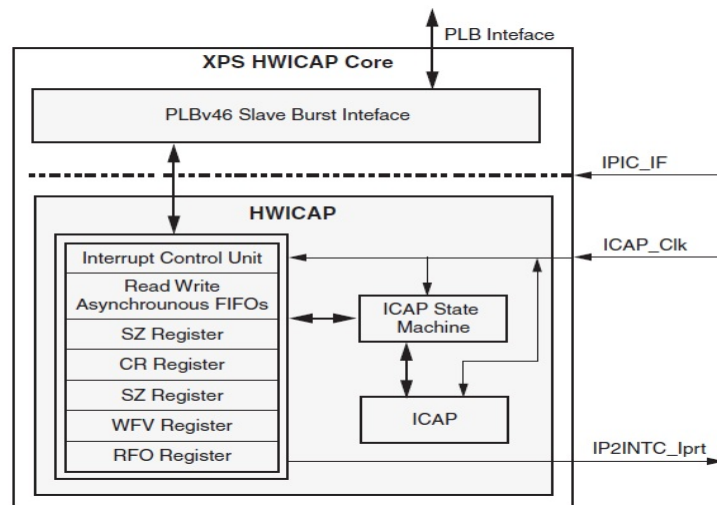 PLB Inteface
XPS HWICAP Core
PLBv46 Slave Burst Inteface
IPIC_IF
HWICAP
ICAP_Clk
Interrupt Control Unit
Read Write
Asynchrounous FIFOs
SZ Register
CR Register
SZ Register
WFV Register
RFO Register
ICAP State
Machine
ICAP
IP2INTC_Iprt